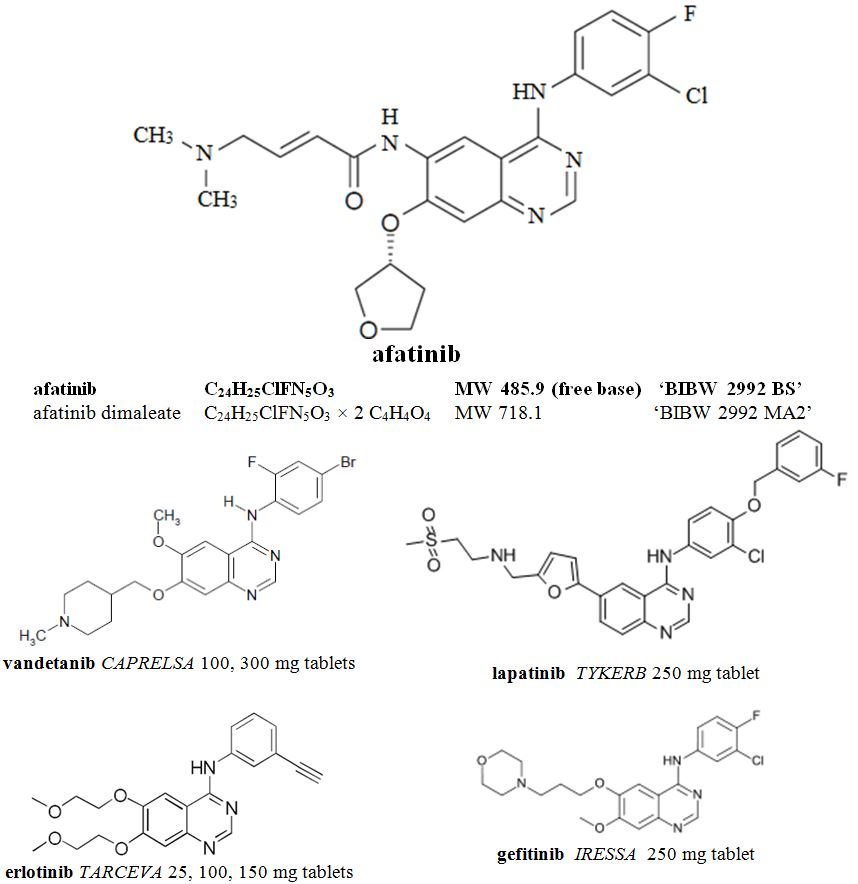 F
Cl
HN
H
N
CH3
N
CH3
O
O
N
N
O
afatinib
afatinib C₂₄H₂₅ClFN₅O₃ MW 485.9 (free base) ‘BIBW 2992 BS’
afatinib dimaleate C₂₄H₂₅ClFN₅O₃ × 2 C₄H₄O₄ MW 718.1 ‘BIBW 2992 MA2’
F
Br
H
N
CH₃
O
N
N
O
N
H₃C
vandetanib CAPRELSA 100, 300 mg tablets
F
O
Cl
HN
O
S
O
NH
O
N
N
lapatinib TYKERB 250 mg tablet
HN
O
O
N
O
O
N
erlotinib TARCEVA 25, 100, 150 mg tablets
F
Cl
HN
O
N
O
N
O
N
gefitinib IRESSA 250 mg tablet